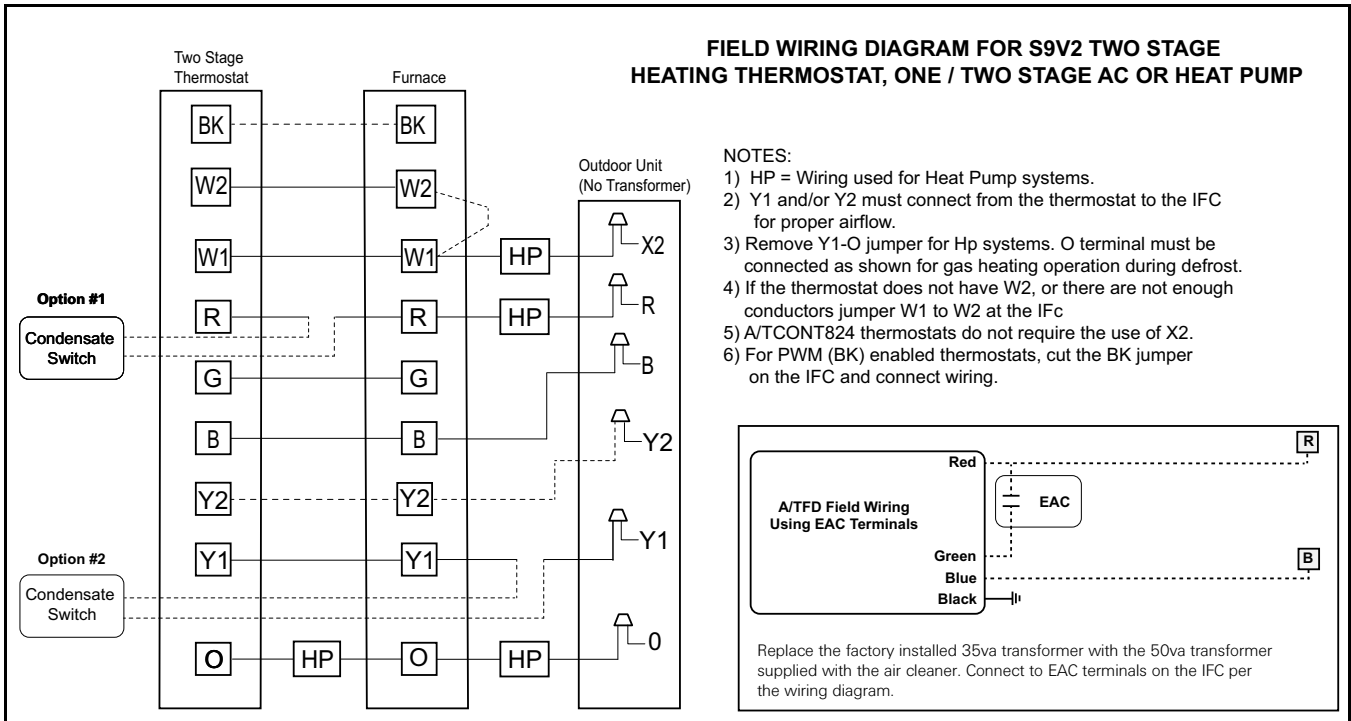 FIELD WIRING DIAGRAM FOR S9V2 TWO STAGE
HEATING THERMOSTAT, ONE / TWO STAGE AC OR HEAT PUMP
Two Stage
Thermostat
Furnace
Outdoor Unit
(No Transformer)
BK
BK
W2
W2
W1
W1
HP
X2
Option #1
Condensate
Switch
R
R
HP
R
G
G
B
B
B
Y2
Y2
Y2
Option #2
Condensate
Switch
Y1
Y1
Y1
O
HP
O
HP
0
NOTES:
1) HP = Wiring used for Heat Pump systems.
2) Y1 and/or Y2 must connect from the thermostat to the IFC
for proper airflow.
3) Remove Y1-O jumper for Hp systems. O terminal must be
connected as shown for gas heating operation during defrost.
4) If the thermostat does not have W2, or there are not enough
conductors jumper W1 to W2 at the IFc
5) A/TCONT824 thermostats do not require the use of X2.
6) For PWM (BK) enabled thermostats, cut the BK jumper
on the IFC and connect wiring.
A/TFD Field Wiring
Using EAC Terminals
Red
R
EAC
Green
Blue
B
Black
Replace the factory installed 35va transformer with the 50va transformer
supplied with the air cleaner. Connect to EAC terminals on the IFC per
the wiring diagram.